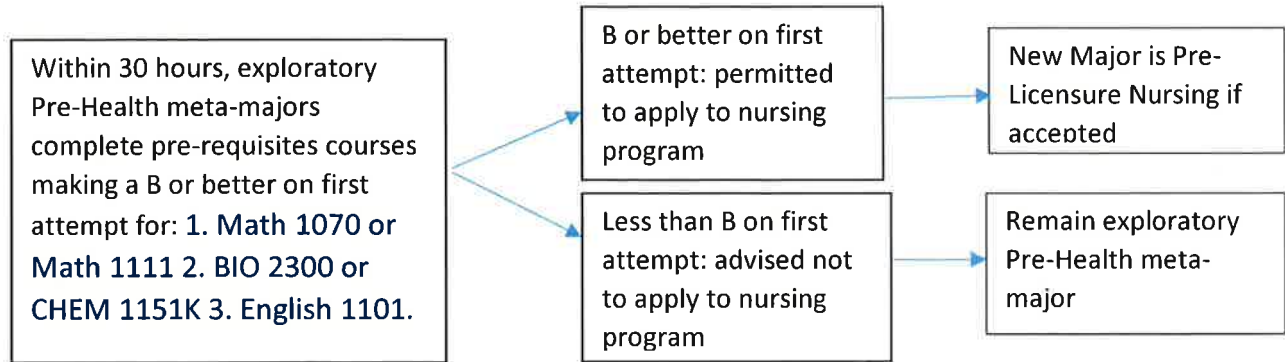 Within 30 hours, exploratory
Pre-Health meta-majors
complete pre-requisites courses
making a B or better on first
attempt for: 1. Math 1070 or
Math 1111 2. BIO 2300 or
CHEM 1151K 3. English 1101.
B or better on first
attempt: permitted
to apply to nursing
program
New Major is Pre-
Licensure Nursing if
accepted
Less than B on first
attempt: advised not
to apply to nursing
program
Remain exploratory
Pre-Health meta-
major